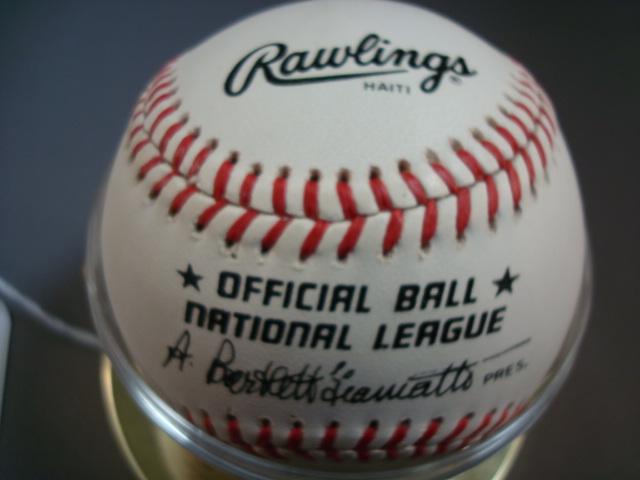 Rawlings ®
HAITI
★ OFFICIAL BALL ★
NATIONAL LEAGUE
A. Bartlett Giamatti PRES.